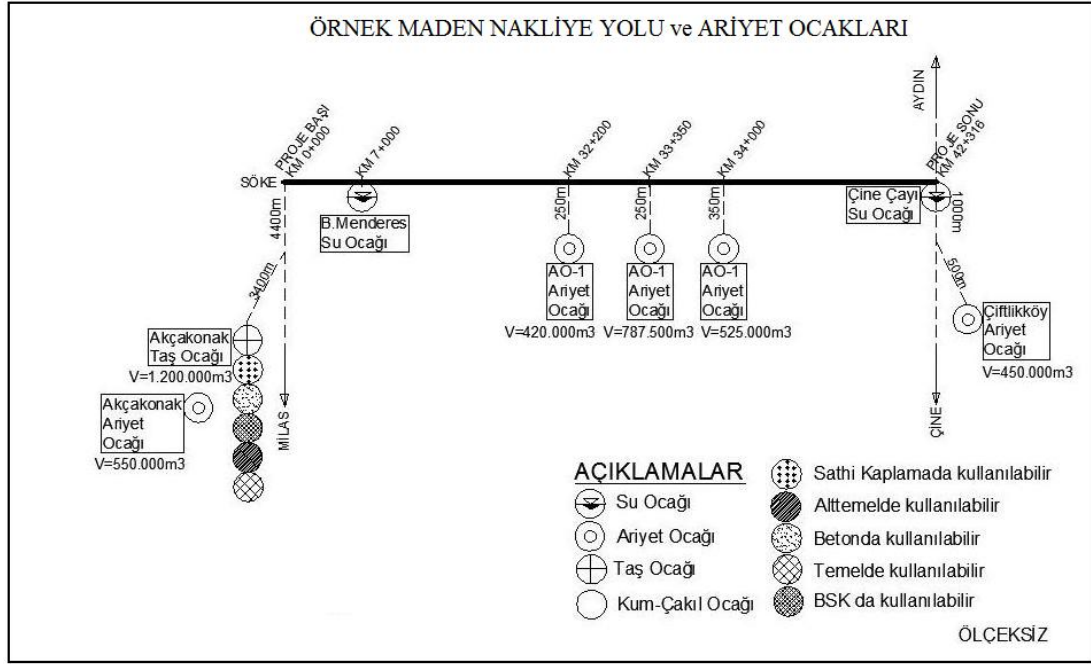 ÖRNEK MADEN NAKLİYE YOLU ve ARİYET OCAKLARI
AYDIN
PROJE BAŞI
KM 0+000
KM 7+000
KM 32+200
KM 33+350
KM 34+000
PROJE SONU
KM 42+316
SÖKE
4400m
3400m
B.Menderes
Su Ocağı
250m
250m
350m
Çine Çayı
Su Ocağı
1000m
500m
AO-1
Ariyet
Ocağı
V=420.000m3
AO-1
Ariyet
Ocağı
V=787.500m3
AO-1
Ariyet
Ocağı
V=525.000m3
Çiftlikköy
Ariyet
Ocağı
V=450.000m3
Akçakonak
Taş Ocağı
V=1.200.000m3
Akçakonak
Ariyet
Ocağı
V=550.000m3
MİLAS
ÇİNE
AÇIKLAMALAR
Su Ocağı
Ariyet Ocağı
Taş Ocağı
Kum-Çakıl Ocağı
Sathi Kaplamada kullanılabilir
Alttemelde kullanılabilir
Betonda kullanılabilir
Temelde kullanılabilir
BSK da kullanılabilir
ÖLÇEKSİZ